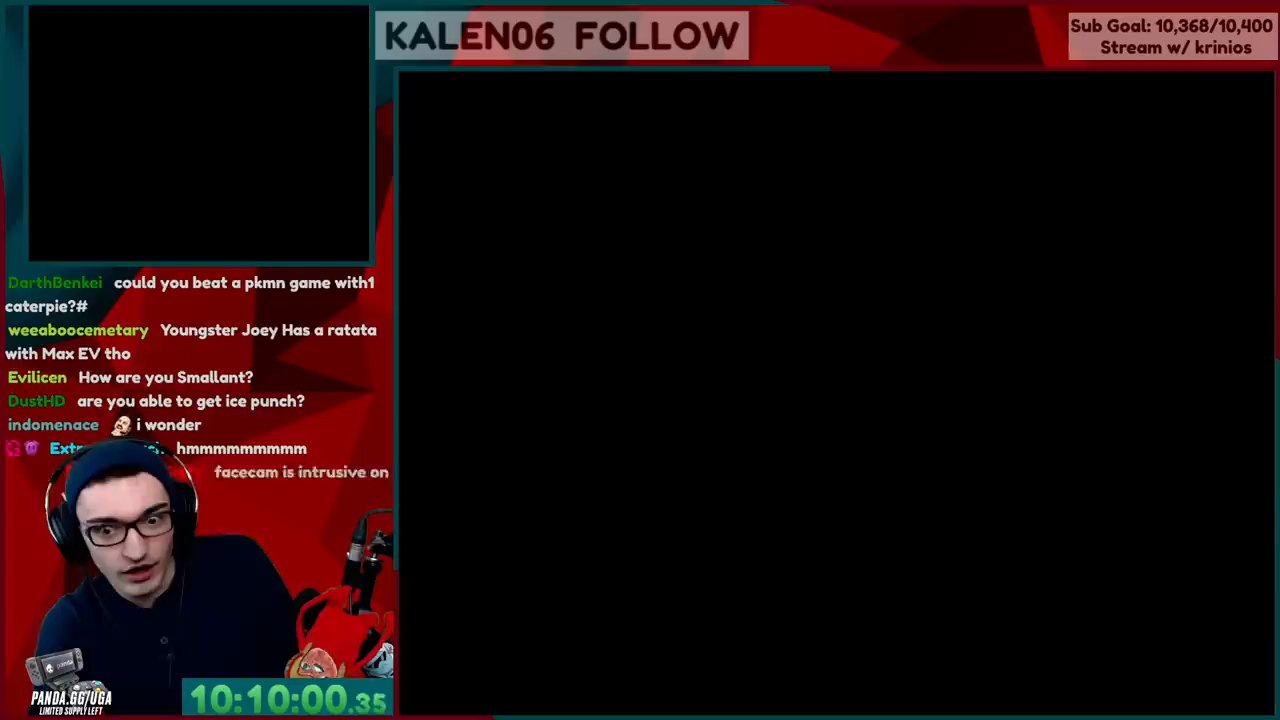 KALEN06 FOLLOW
Sub Goal: 10,368/10,400
Stream w/ krinios
DarthBenkei could you beat a pkmn game with1
caterpie?#
weeaboocemetary Youngster Joey Has a ratata
with Max EV tho
Evilicen How are you Smallant?
DustHD are you able to get ice punch?
indomenace i wonder
hmmmmmmmmm
facecam is intrusive on
PANDA.GG/UGA
LIMITED SUPPLY LEFT
10:10:00.35